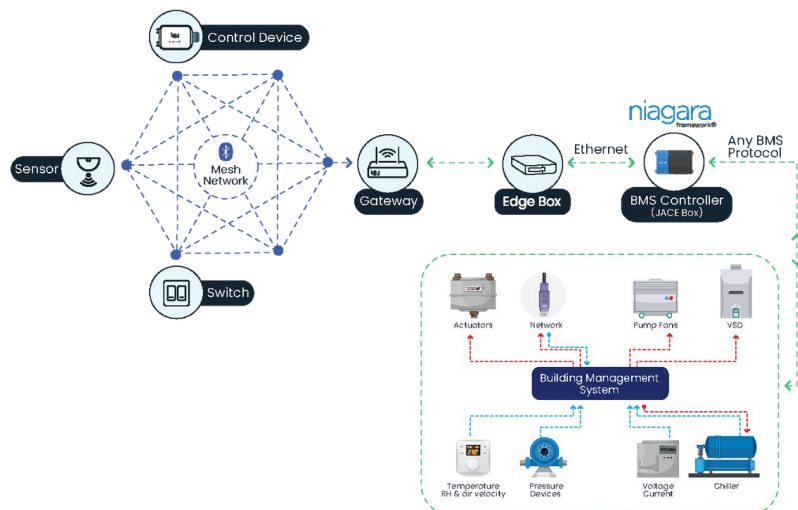 Control Device
niagara
framework®
Any BMS
Protocol
Ethernet
Sensor
Mesh
Network
Gateway
Edge Box
BMS Controller
(JACE Box)
Switch
Actuators
Network
Pump Fans
VSD
Building Management
System
Temperature
RH & air velocity
Pressure
Devices
Voltage
Current
Chiller